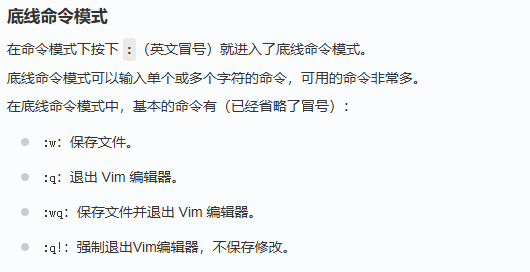 底线命令模式
在命令模式下按下 : （英文冒号）就进入了底线命令模式。
底线命令模式可以输入单个或多个字符的命令，可用的命令非常多。
在底线命令模式中，基本的命令有（已经省略了冒号）：
:w：保存文件。
:q：退出 Vim 编辑器。
:wq：保存文件并退出 Vim 编辑器。
:q!：强制退出Vim编辑器，不保存修改。